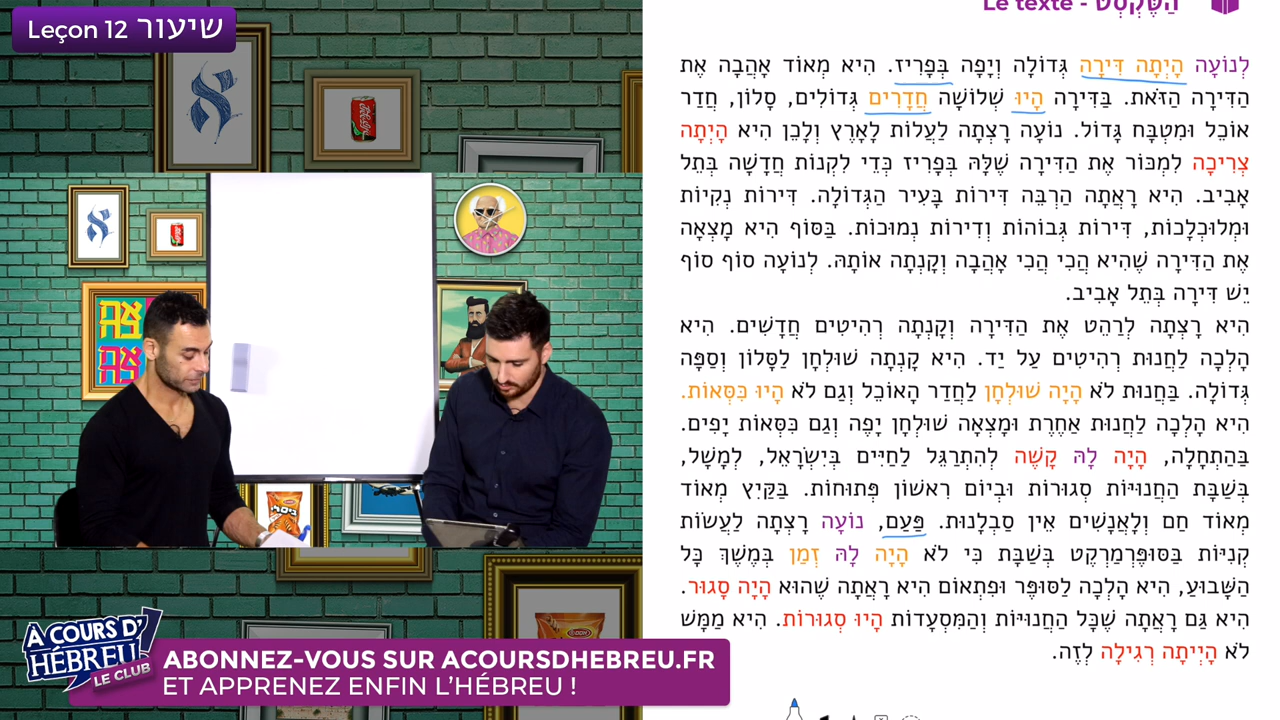 Leçon 12 שיעור
Le texte - הַטֶּקְסְט
לְנוֹעָה הָיְתָה דִּירָה גְּדוֹלָה וְיָפָה בְּפָרִיז. הִיא מְאוֹד אָהֲבָה אֶת
הַדִּירָה הַזֹּאת. בַּדִּירָה הָיוּ שְׁלוֹשָׁה חֲדָרִים גְּדוֹלִים, סָלוֹן, חֲדַר
אוֹכֶל וּמִטְבָּח גָּדוֹל. נוֹעָה רָצְתָה לַעֲלוֹת לָאָרֶץ וְלָכֵן הִיא הָיְתָה
צְרִיכָה לִמְכּוֹר אֶת הַדִּירָה שֶׁלָּהּ בְּפָרִיז כְּדֵי לִקְנוֹת חֲדָשָׁה בְּתֵל
אָבִיב. הִיא רָאֲתָה הַרְבֵּה דִּירוֹת בָּעִיר הַגְּדוֹלָה. דִּירוֹת נְקִיּוֹת
וּמְלוּכְלָכוֹת, דִּירוֹת גְּבוֹהוֹת וְדִירוֹת נְמוּכוֹת. בַּסּוֹף הִיא מָצְאָה
אֶת הַדִּירָה שֶׁהִיא הֲכִי הֲכִי אָהֲבָה וְקָנְתָה אוֹתָהּ. לְנוֹעָה סוֹף סוֹף
יֵשׁ דִּירָה בְּתֵל אָבִיב.
הִיא רָצְתָה לְרַהֵט אֶת הַדִּירָה וְקָנְתָה רְהִיטִים חֲדָשִׁים. הִיא
הָלְכָה לַחֲנוּת רְהִיטִים עַל יַד. הִיא קָנְתָה שׁוּלְחָן לַסָּלוֹן וְסַפָּה
גְּדוֹלָה. בַּחֲנוּת לֹא הָיָה שׁוּלְחָן לַחֲדַר הָאוֹכֶל וְגַם לֹא הָיוּ כִּסְּאוֹת.
הִיא הָלְכָה לַחֲנוּת אַחֶרֶת וּמָצְאָה שׁוּלְחָן יָפֶה וְגַם כִּסְּאוֹת יָפִים.
בַּהַתְחָלָה, הָיָה לָהּ קָשֶׁה לְהִתְרַגֵּל לַחַיִּים בְּיִשְׂרָאֵל, לְמָשָׁל,
בְּשַׁבָּת הַחֲנוּיּוֹת סְגוּרוֹת וּבְיוֹם רִאשׁוֹן פְּתוּחוֹת. בַּקַּיִץ מְאוֹד
מְאוֹד חַם וְלָאֲנָשִׁים אֵין סַבְלָנוּת. פַּעַם, נוֹעָה רָצְתָה לַעֲשׂוֹת
קְנִיּוֹת בַּסּוּפֶּרְמַרְקֶט בְּשַׁבָּת כִּי לֹא הָיָה לָהּ זְמַן בְּמֶשֶׁךְ כָּל
הַשָּׁבוּעַ, הִיא הָלְכָה לַסּוּפֶּר וּפִתְאוֹם הִיא רָאֲתָה שֶׁהוּא הָיָה סָגוּר.
הִיא גַּם רָאֲתָה שֶׁכָּל הַחֲנוּיּוֹת וְהַמִּסְעָדוֹת הָיוּ סְגוּרוֹת. הִיא מַמָּשׁ
לֹא הָיְיתָה רְגִילָה לְזֶה.
A COURS D'
HÉBREU
LE CLUB
ABONNEZ-VOUS SUR ACOURSDHEBREU.FR
ET APPRENEZ ENFIN L'HÉBREU !